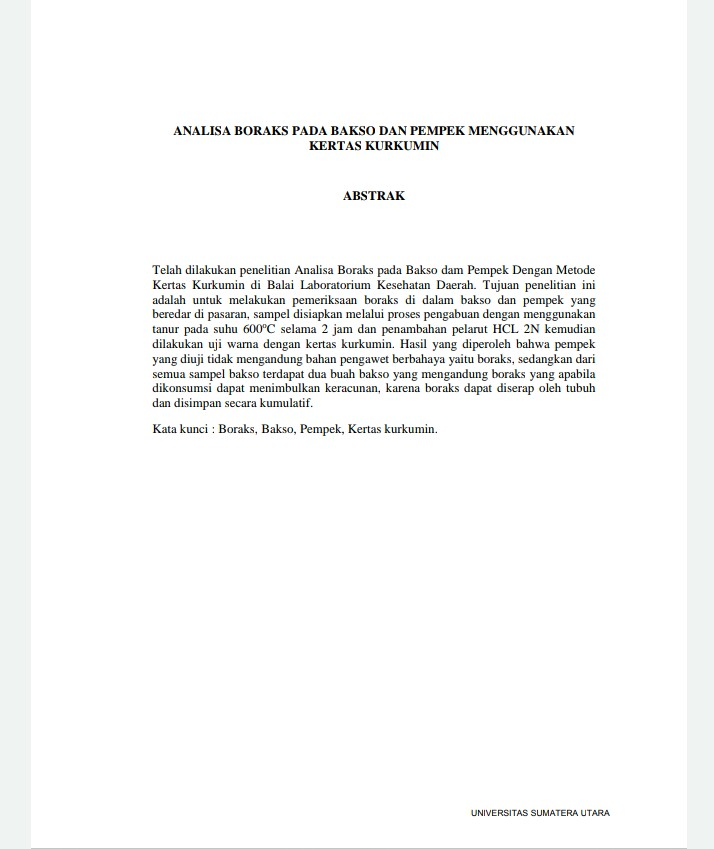 ANALISA BORAKS PADA BAKSO DAN PEMPEK MENGGUNAKAN
KERTAS KURKUMIN
ABSTRAK
Telah dilakukan penelitian Analisa Boraks pada Bakso dam Pempek Dengan Metode
Kertas Kurkumin di Balai Laboratorium Kesehatan Daerah. Tujuan penelitian ini
adalah untuk melakukan pemeriksaan boraks di dalam bakso dan pempek yang
beredar di pasaran, sampel disiapkan melalui proses pengabuan dengan menggunakan
tanur pada suhu 600°C selama 2 jam dan penambahan pelarut HCL 2N kemudian
dilakukan uji warna dengan kertas kurkumin. Hasil yang diperoleh bahwa pempek
yang diuji tidak mengandung bahan pengawet berbahaya yaitu boraks, sedangkan dari
semua sampel bakso terdapat dua buah bakso yang mengandung boraks yang apabila
dikonsumsi dapat menimbulkan keracunan, karena boraks dapat diserap oleh tubuh
dan disimpan secara kumulatif.
Kata kunci : Boraks, Bakso, Pempek, Kertas kurkumin.
UNIVERSITAS SUMATERA UTARA